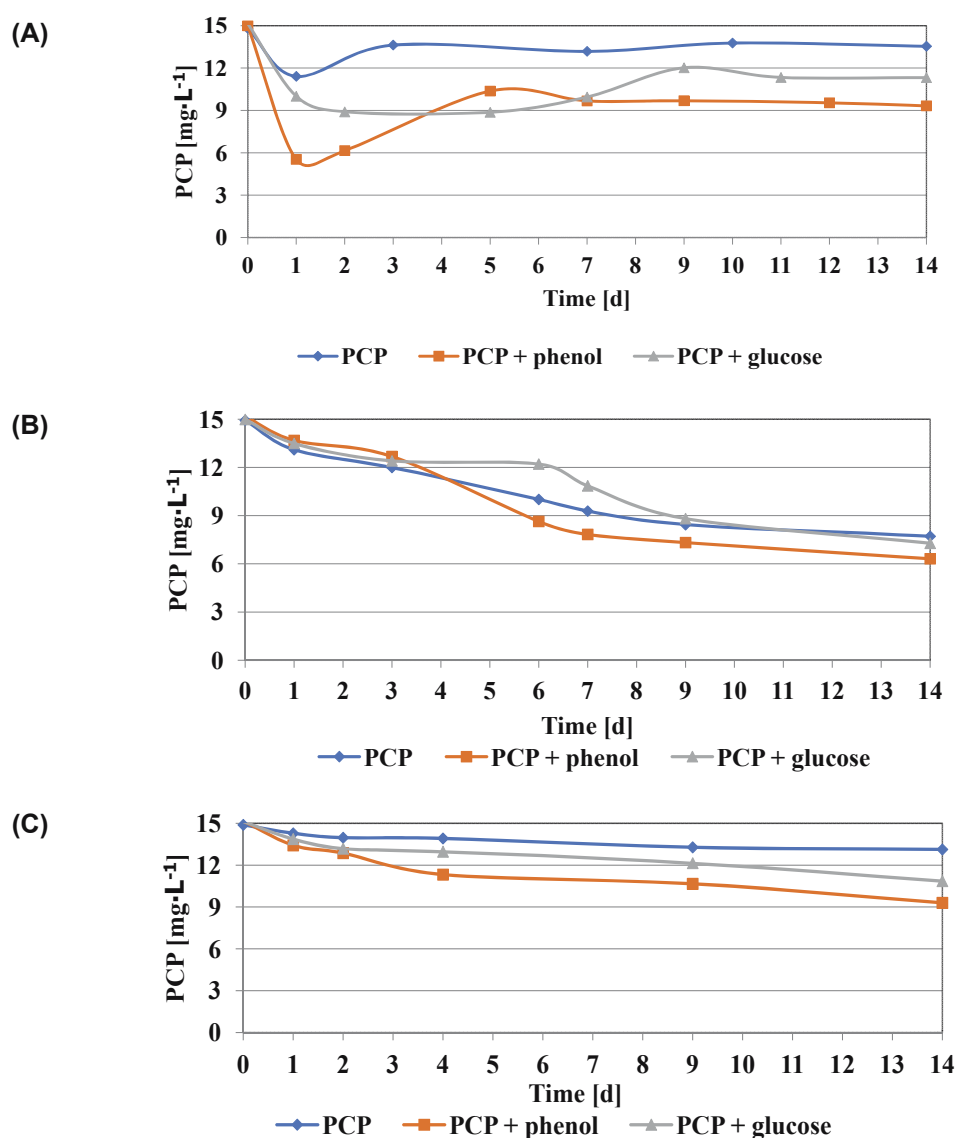 (A)
PCP [mg·L⁻¹]
15
12
9
6
3
0
0 1 2 3 4 5 6 7 8 9 10 11 12 13 14
Time [d]
PCP PCP + phenol PCP + glucose
(B)
PCP [mg·L⁻¹]
15
12
9
6
3
0
0 1 2 3 4 5 6 7 8 9 10 11 12 13 14
Time [d]
PCP PCP + phenol PCP + glucose
(C)
PCP [mg·L⁻¹]
15
12
9
6
3
0
0 1 2 3 4 5 6 7 8 9 10 11 12 13 14
Time [d]
PCP PCP + phenol PCP + glucose